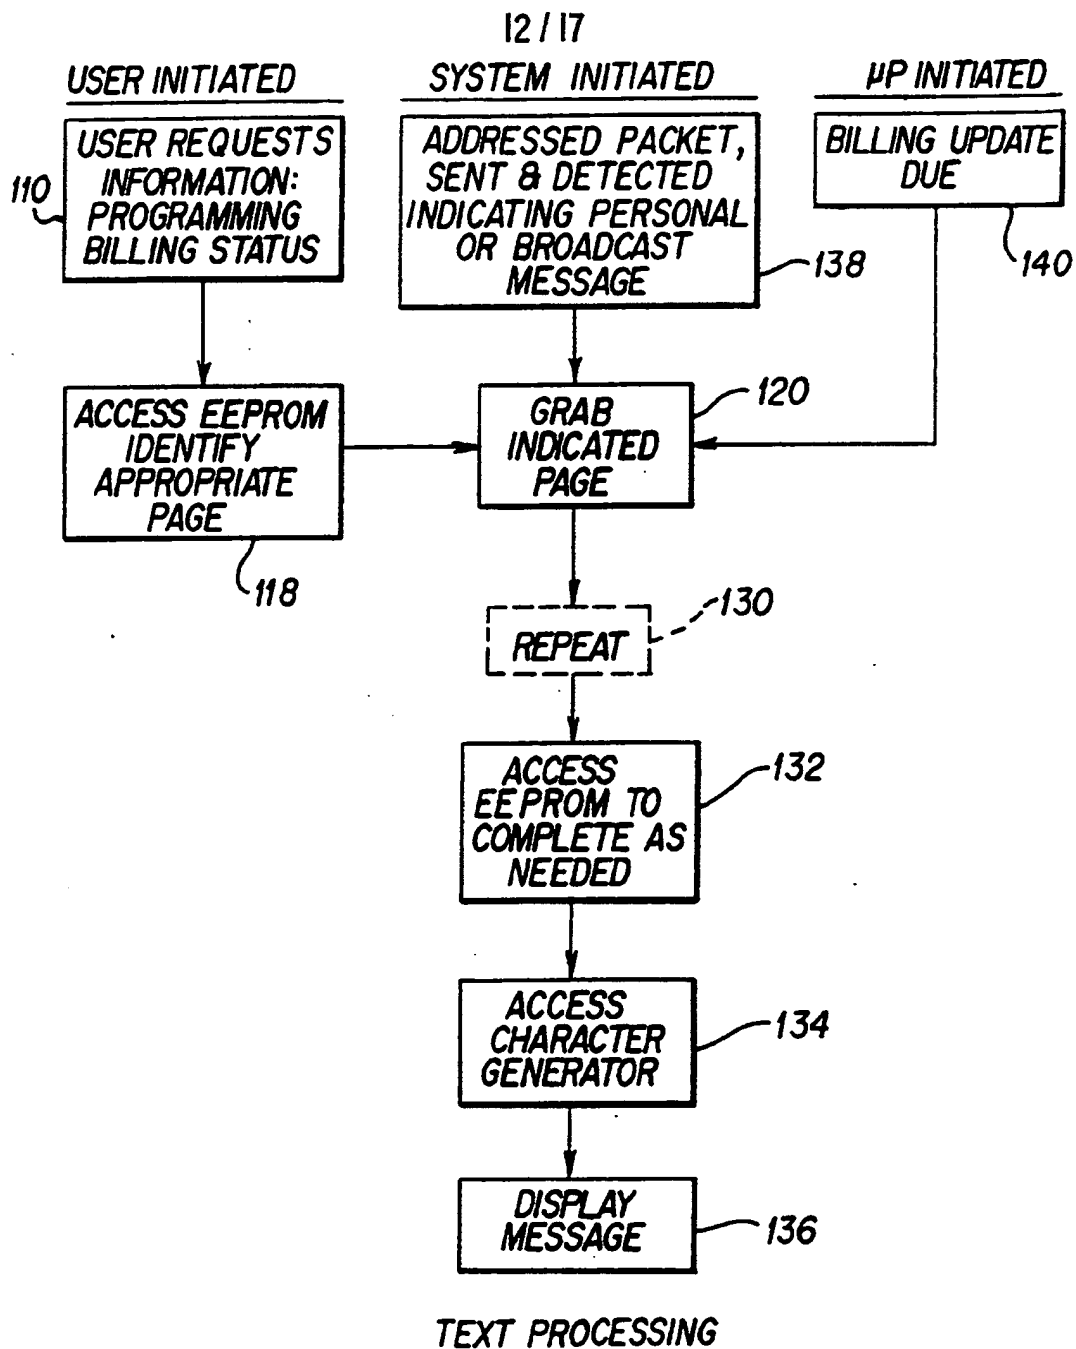 12/17
USER INITIATED
USER REQUESTS
INFORMATION:
PROGRAMMING
BILLING STATUS
110
ACCESS EEPROM
IDENTIFY
APPROPRIATE
PAGE
118
SYSTEM INITIATED
ADDRESSED PACKET,
SENT & DETECTED
INDICATING PERSONAL
OR BROADCAST
MESSAGE
138
µP INITIATED
BILLING UPDATE
DUE
140
GRAB
INDICATED
PAGE
120
REPEAT
130
ACCESS
EEPROM TO
COMPLETE AS
NEEDED
132
ACCESS
CHARACTER
GENERATOR
134
DISPLAY
MESSAGE
136
TEXT PROCESSING